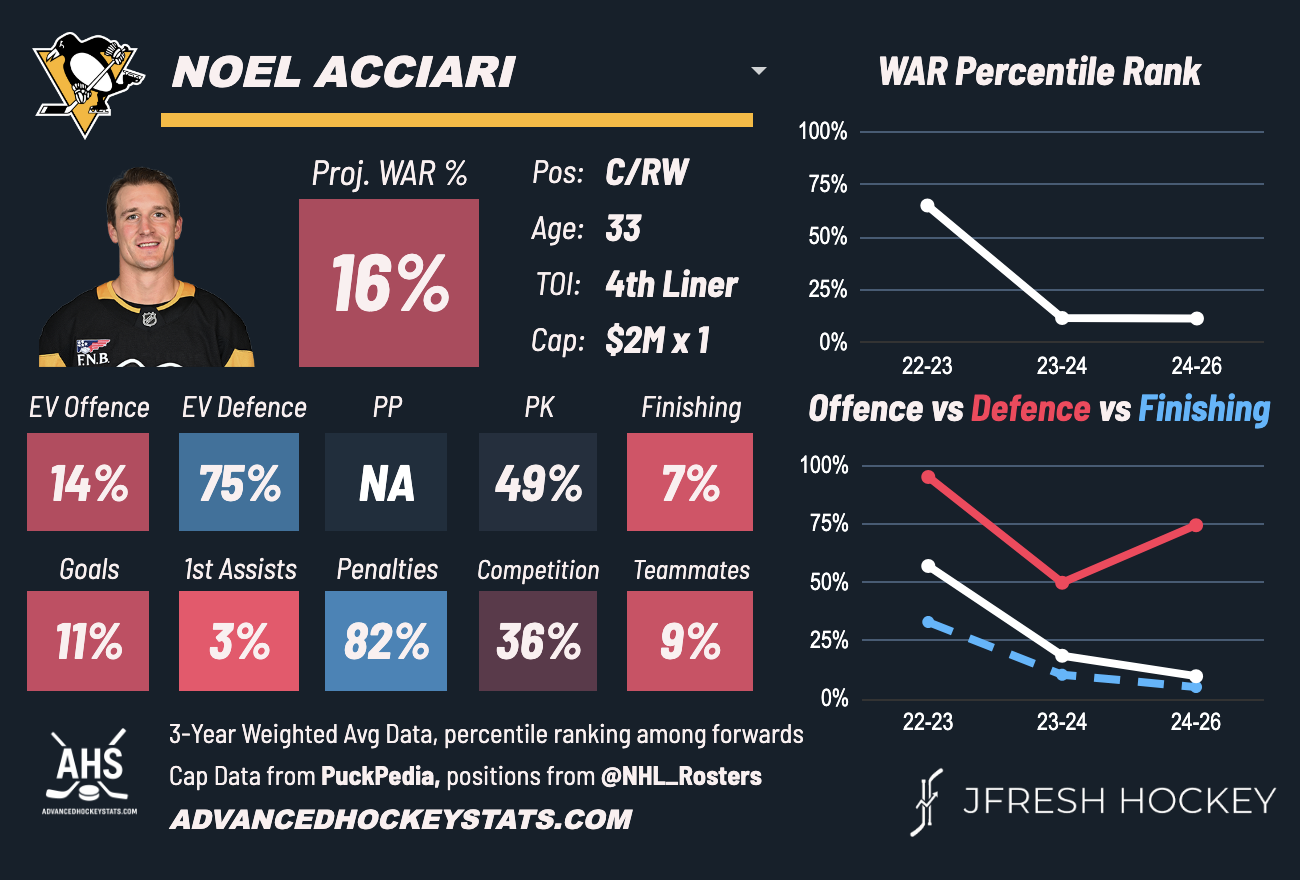 NOEL ACCIARI
WAR Percentile Rank
Proj. WAR %
16%
Pos: C/RW
Age: 33
TOI: 4th Liner
Cap: $2M x 1
100%
75%
50%
25%
0%
22-23 23-24 24-26
F.N.B.
EV Offence EV Defence PP PK Finishing
14% 75% NA 49% 7%
Goals 1st Assists Penalties Competition Teammates
11% 3% 82% 36% 9%
Offence vs Defence vs Finishing
100%
75%
50%
25%
0%
22-23 23-24 24-26
AHS
ADVANCEDHOCKEYSTATS.COM
3-Year Weighted Avg Data, percentile ranking among forwards
Cap Data from PuckPedia, positions from @NHL_Rosters
ADVANCEDHOCKEYSTATS.COM
JFRESH HOCKEY